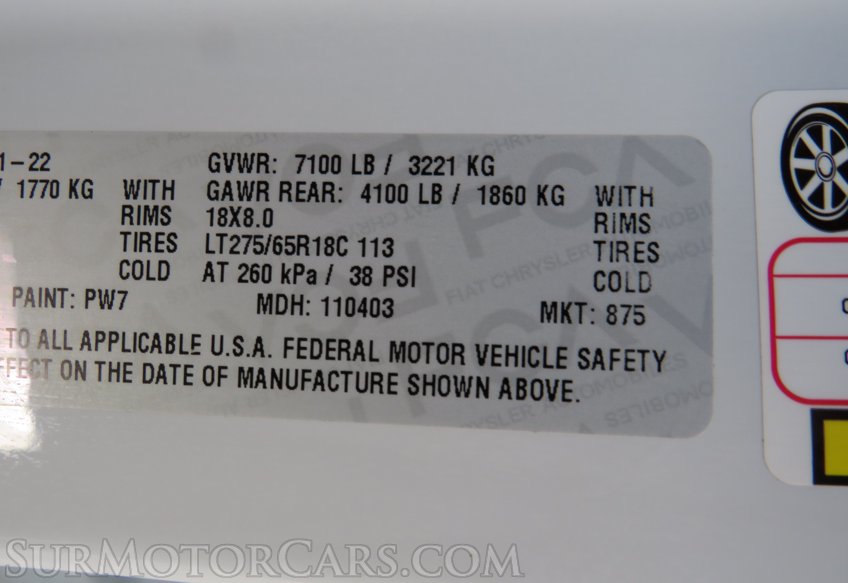 1-22 GVWR: 7100 LB / 3221 KG
/ 1770 KG WITH GAWR REAR: 4100 LB / 1860 KG WITH
RIMS 18X8.0 RIMS
TIRES LT275/65R18C 113 TIRES
COLD AT 260 kPa / 38 PSI COLD
PAINT: PW7 MDH: 110403 MKT: 875
TO ALL APPLICABLE U.S.A. FEDERAL MOTOR VEHICLE SAFETY
FFECT ON THE DATE OF MANUFACTURE SHOWN ABOVE.
SURMOTORCARS.COM